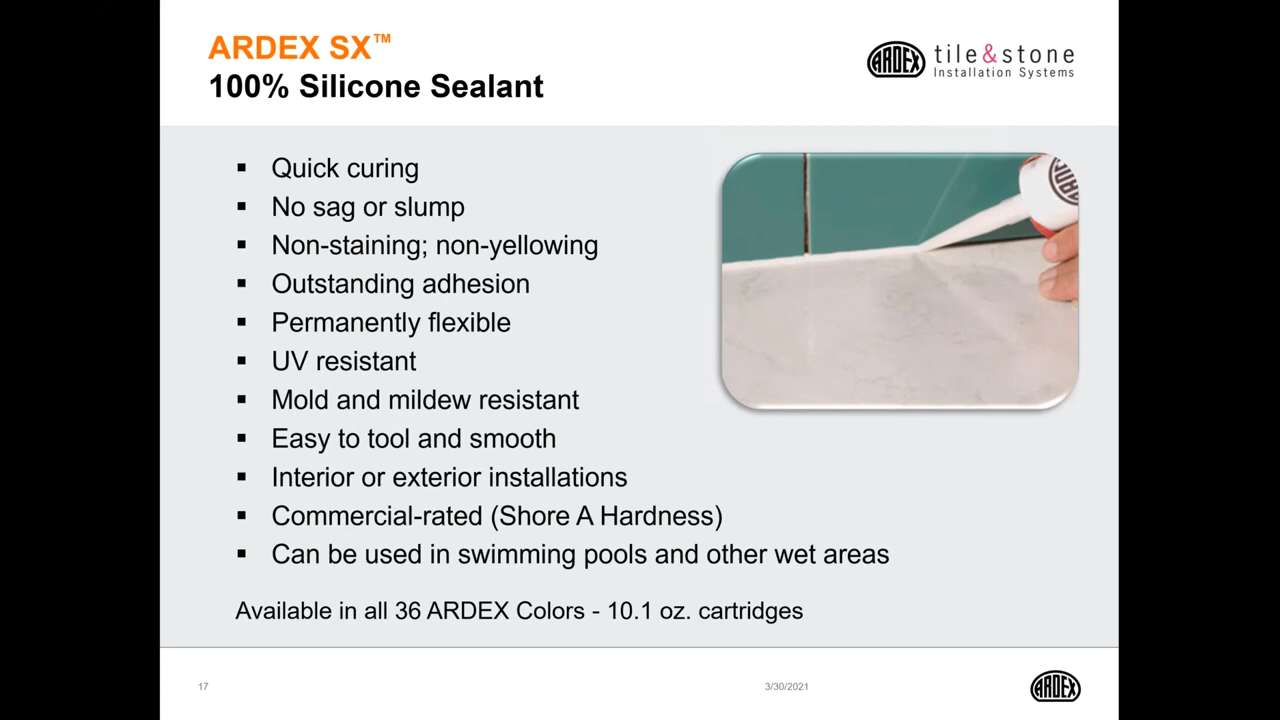 ARDEX SX™
100% Silicone Sealant
ARDEX
tile&stone
Installation Systems
▪ Quick curing
▪ No sag or slump
▪ Non-staining; non-yellowing
▪ Outstanding adhesion
▪ Permanently flexible
▪ UV resistant
▪ Mold and mildew resistant
▪ Easy to tool and smooth
▪ Interior or exterior installations
▪ Commercial-rated (Shore A Hardness)
▪ Can be used in swimming pools and other wet areas
Available in all 36 ARDEX Colors - 10.1 oz. cartridges
17
3/30/2021
ARDEX